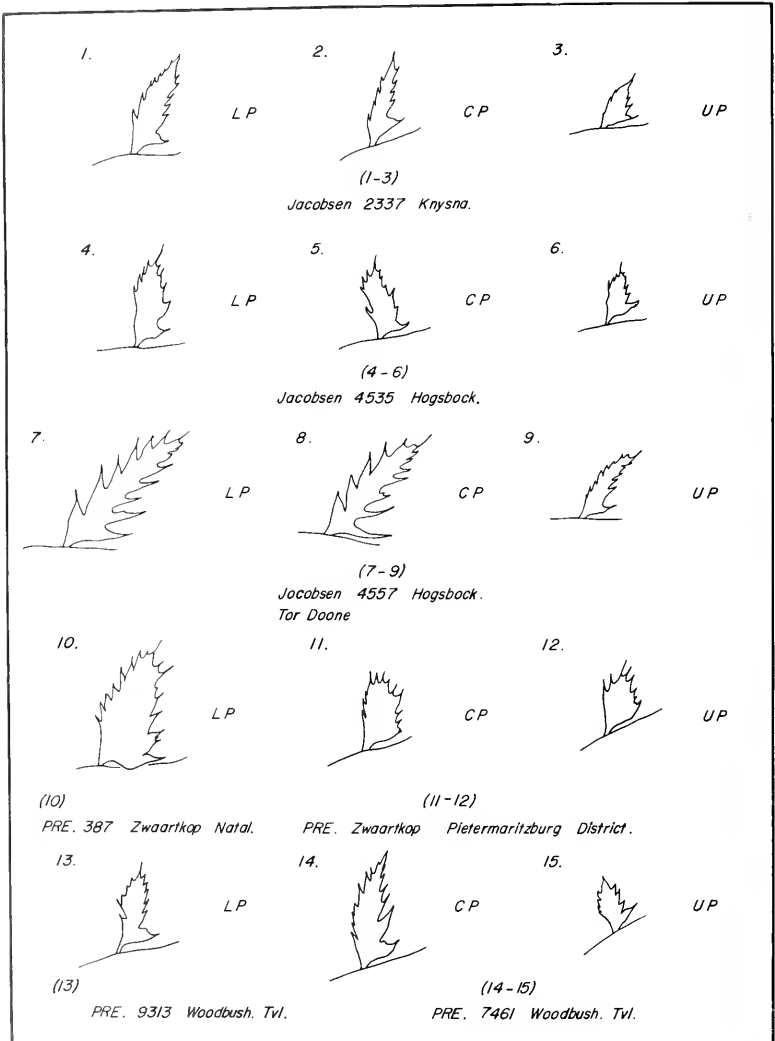 1. 2. 3.
LP CP UP
(1-3)
Jacobsen 2337 Knysna.
4. 5. 6.
LP CP UP
(4-6)
Jacobsen 4535 Hogsbock.
7. 8. 9.
LP CP UP
(7-9)
Jocobsen 4557 Hogsbock.
Tor Doone
10. 11. 12.
LP CP UP
(10) (11-12)
PRE. 387 Zwaartkop Natal. PRE. Zwaartkop Pietermaritzburg District.
13. 14. 15.
LP CP UP
(13) (14-15)
PRE. 9313 Woodbush. Tvl. PRE. 7461 Woodbush. Tvl.